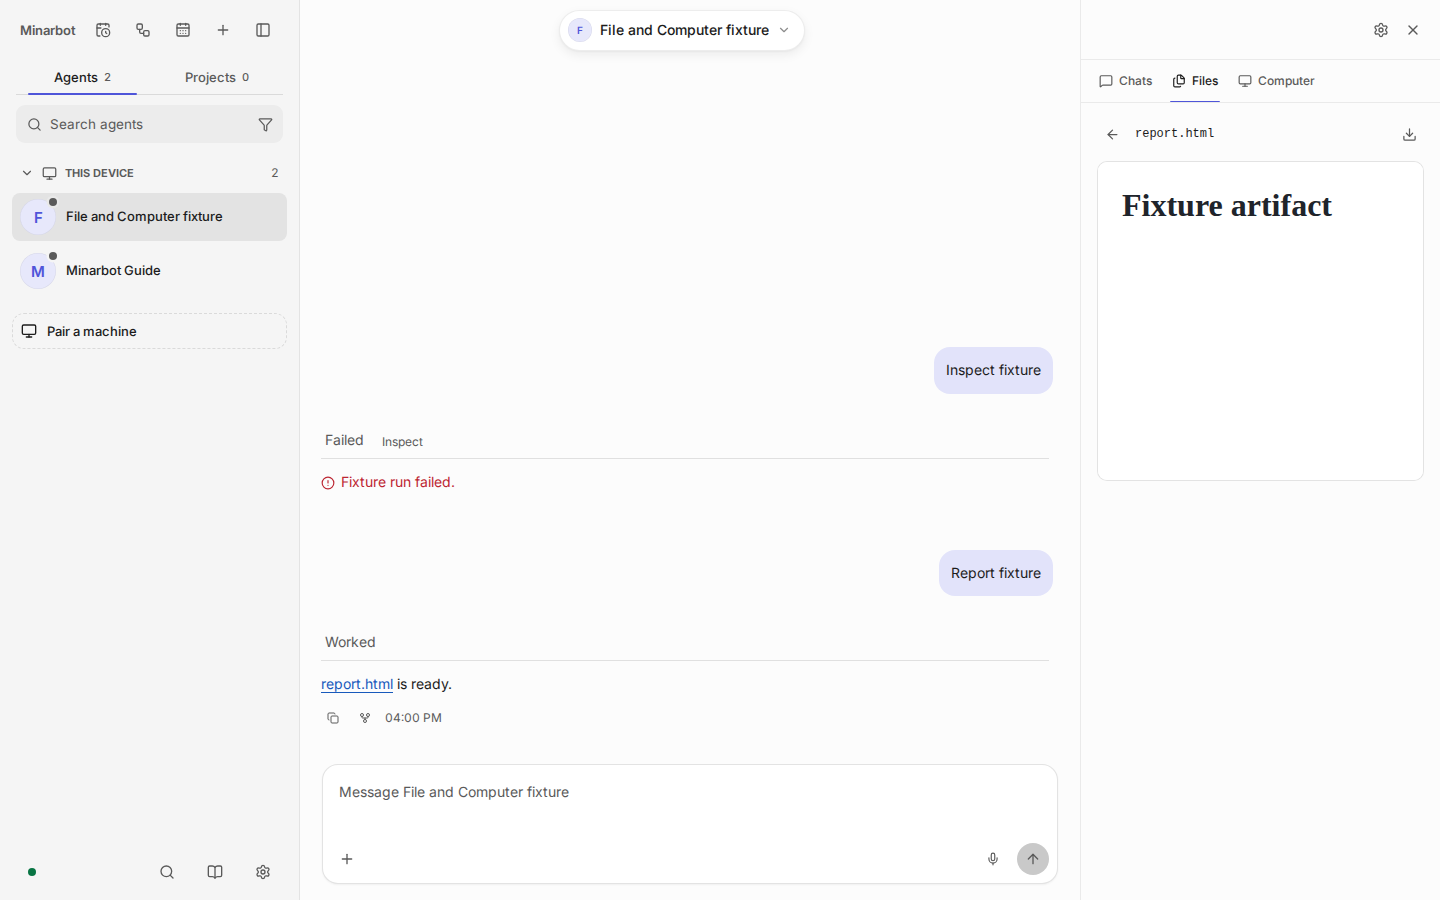 Minarbot
Agents 2
Projects 0
Search agents
THIS DEVICE 2
F File and Computer fixture
M Minarbot Guide
Pair a machine
F File and Computer fixture
Inspect fixture
Failed Inspect
Fixture run failed.
Report fixture
Worked
report.html is ready.
04:00 PM
Message File and Computer fixture
Chats
Files
Computer
report.html
Fixture artifact